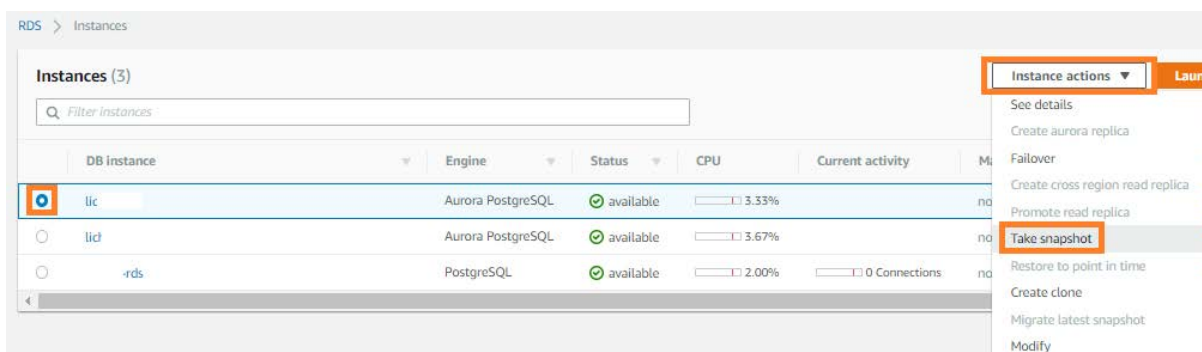 RDS > Instances
Instances (3)
Instance actions ▼
Filter instances
See details
Create aurora replica
DB instance Engine Status CPU Current activity
Failover
Create cross region read replica
lic Aurora PostgreSQL available 3.33% no
Promote read replica
lich Aurora PostgreSQL available 3.67% no
Take snapshot
-rds PostgreSQL available 2.00% 0 Connections no
Restore to point in time
Create clone
Migrate latest snapshot
Modify